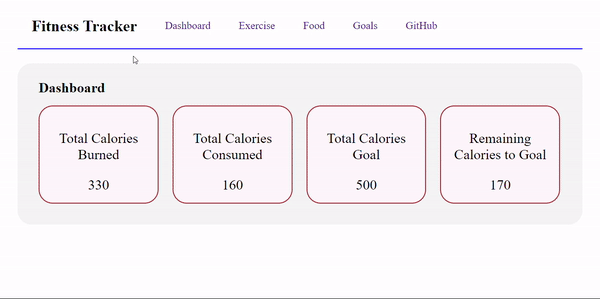 Fitness Tracker Dashboard Exercise Food Goals GitHub
Dashboard
Total Calories
Burned
330
Total Calories
Consumed
160
Total Calories
Goal
500
Remaining
Calories to Goal
170